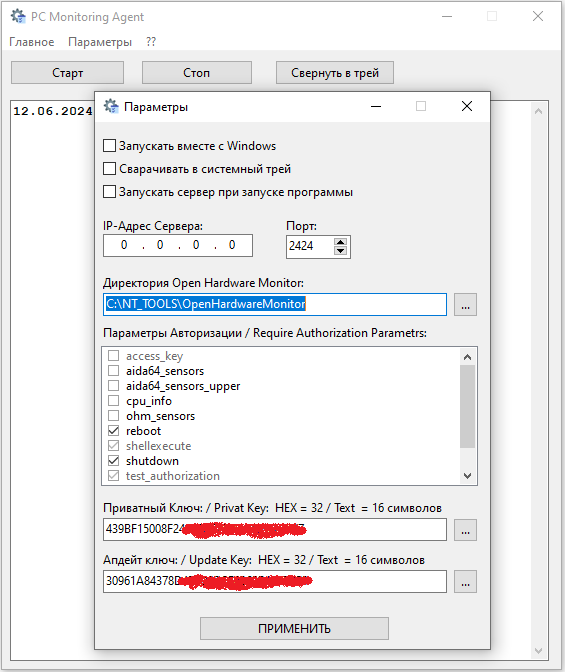 PC Monitoring Agent
Главное Параметры ??
Старт Стоп Свернуть в трей
12.06.2024
Параметры
Запускать вместе с Windows
Сварачивать в системный трей
Запускать сервер при запуске программы
IP-Адрес Сервера: Порт:
0 . 0 . 0 . 0 2424
Директория Open Hardware Monitor:
C:\NT_TOOLS\OpenHardwareMonitor ...
Параметры Авторизации / Require Authorization Parametrs:
access_key
aida64_sensors
aida64_sensors_upper
cpu_info
ohm_sensors
reboot
shellexecute
shutdown
test_authorization
Приватный Ключ: / Privat Key: HEX = 32 / Text = 16 символов
439BF15008F24 ...
Апдейт ключ: / Update Key: HEX = 32 / Text = 16 символов
30961A84378D ...
ПРИМЕНИТЬ